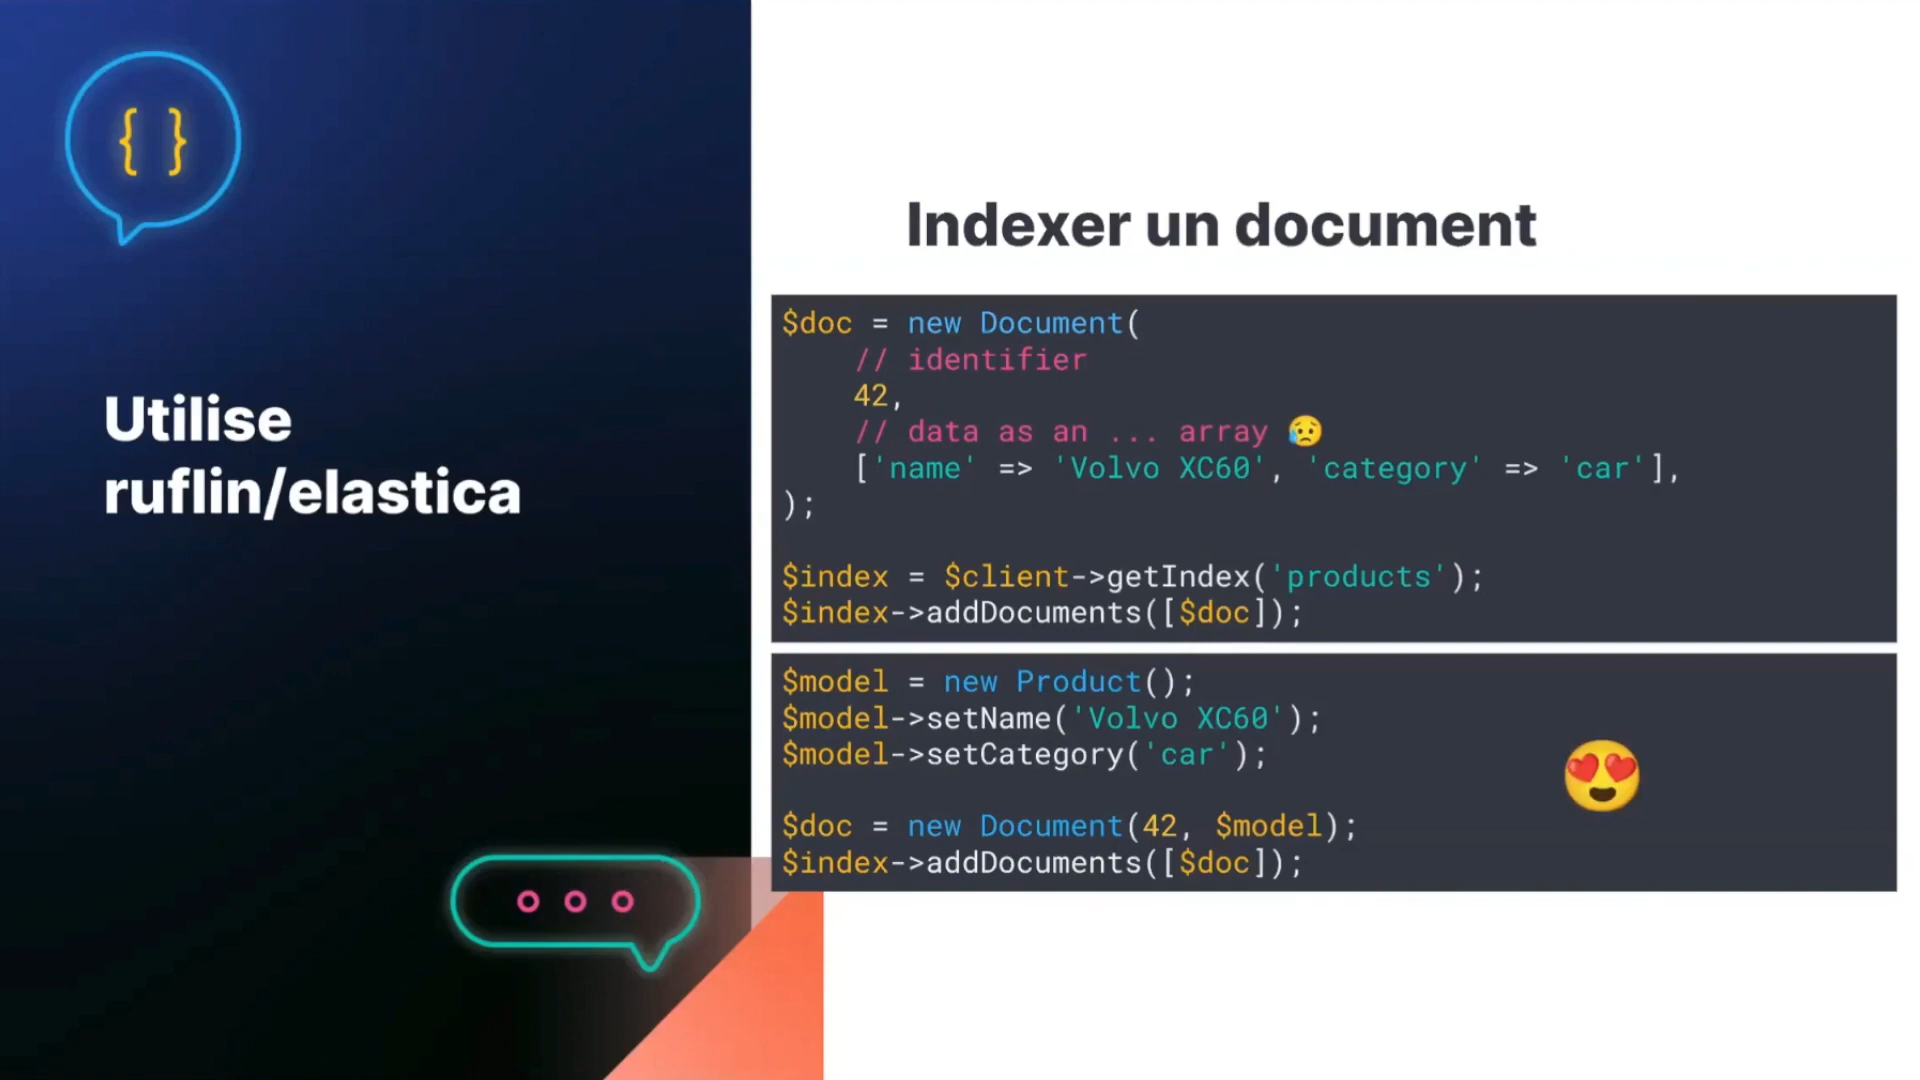 { }
Utilise
ruflin/elastica
Indexer un document
$doc = new Document(
    // identifier
    42,
    // data as an ... array 😥
    ['name' => 'Volvo XC60', 'category' => 'car'],
);

$index = $client->getIndex('products');
$index->addDocuments([$doc]);
$model = new Product();
$model->setName('Volvo XC60');
$model->setCategory('car');

$doc = new Document(42, $model);
$index->addDocuments([$doc]);